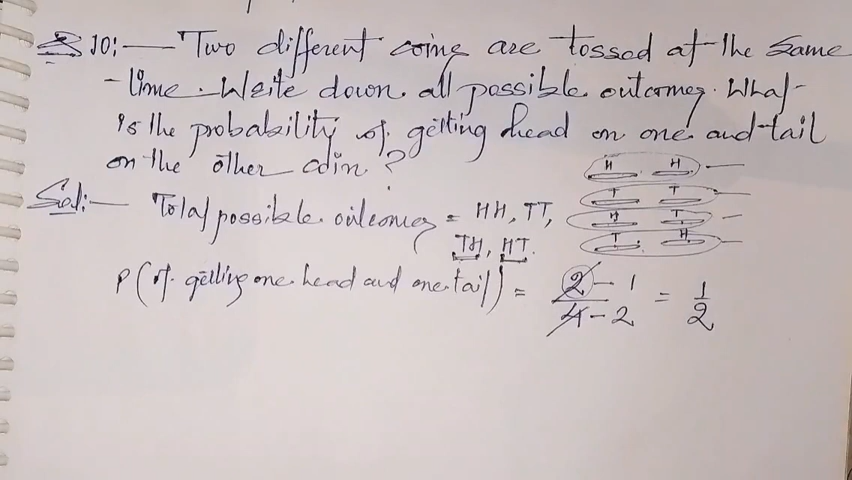 10:— Two different coins are tossed at the same
time. Write down all possible outcomes. What
is the probability of getting head on one and tail
on the other coin?
H H
T T
H T
T H
Sol:— Total possible outcomes = HH, TT,
TH, HT.
P(of getting one head and one tail) = 2 - 1 / 4 - 2 = 1/2